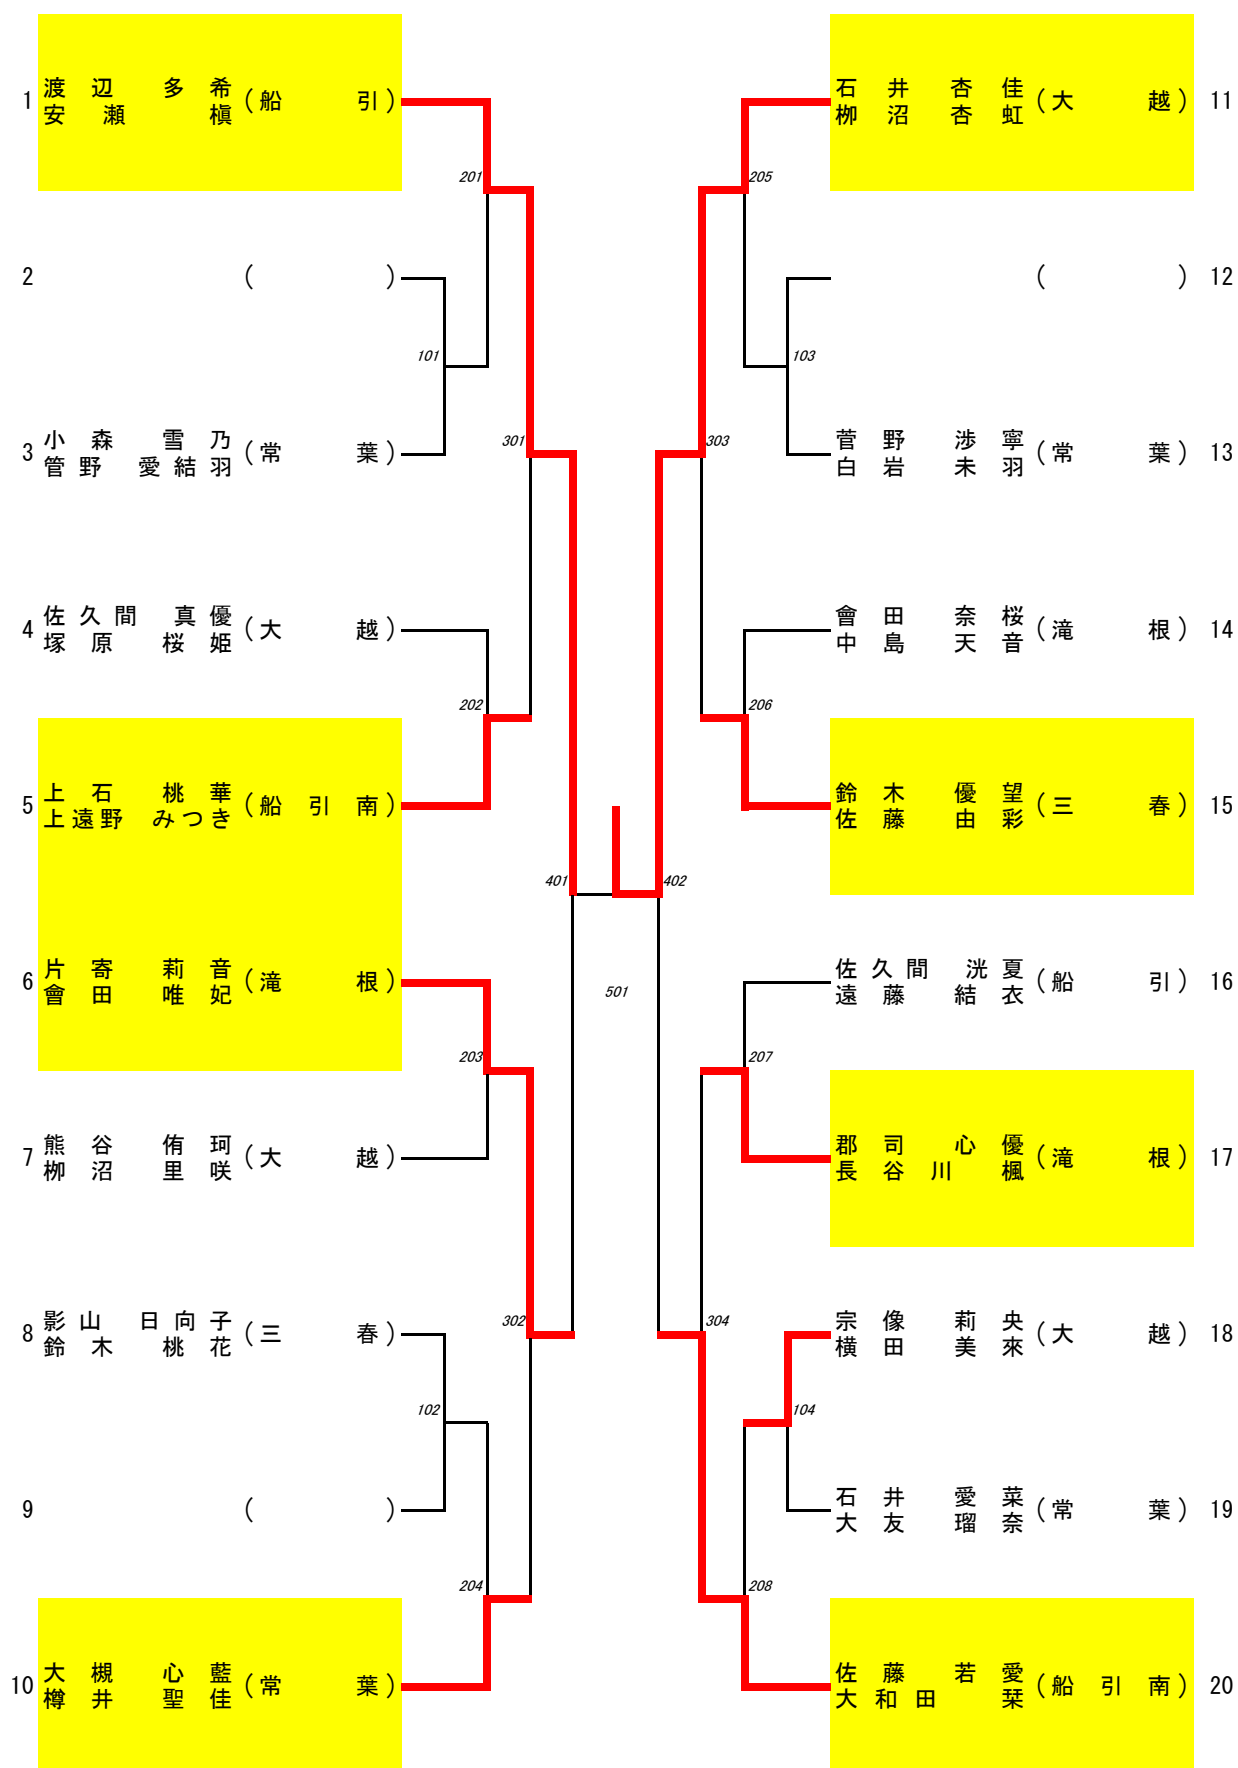 1 渡辺 多希 (船引)
安瀬 槇
201
2 ( )
101
3 小森 雪乃 (常葉)
管野 愛結羽
301
4 佐久間 真優 (大越)
塚原 桜姫
202
5 上石 桃華 (船引南)
上遠野 みつき
401
6 片寄 莉音 (滝根)
會田 唯妃
203
7 熊谷 侑珂 (大越)
栁沼 里咲
302
8 影山 日向子 (三春)
鈴木 桃花
102
9 ( )
204
10 大槻 心藍 (常葉)
樽井 聖佳
501
石井 杏佳 (大越) 11
栁沼 杏虹
205
( ) 12
103
菅野 渉寧 (常葉) 13
白岩 未羽
303
會田 奈桜 (滝根) 14
中島 天音
206
鈴木 優望 (三春) 15
佐藤 由彩
402
佐久間 洸夏 (船引) 16
遠藤 結衣
207
郡司 心優 (滝根) 17
長谷川 楓
304
宗像 莉央 (大越) 18
横田 美來
104
石井 愛菜 (常葉) 19
大友 瑠奈
208
佐藤 若愛 (船引南) 20
大和田 栞